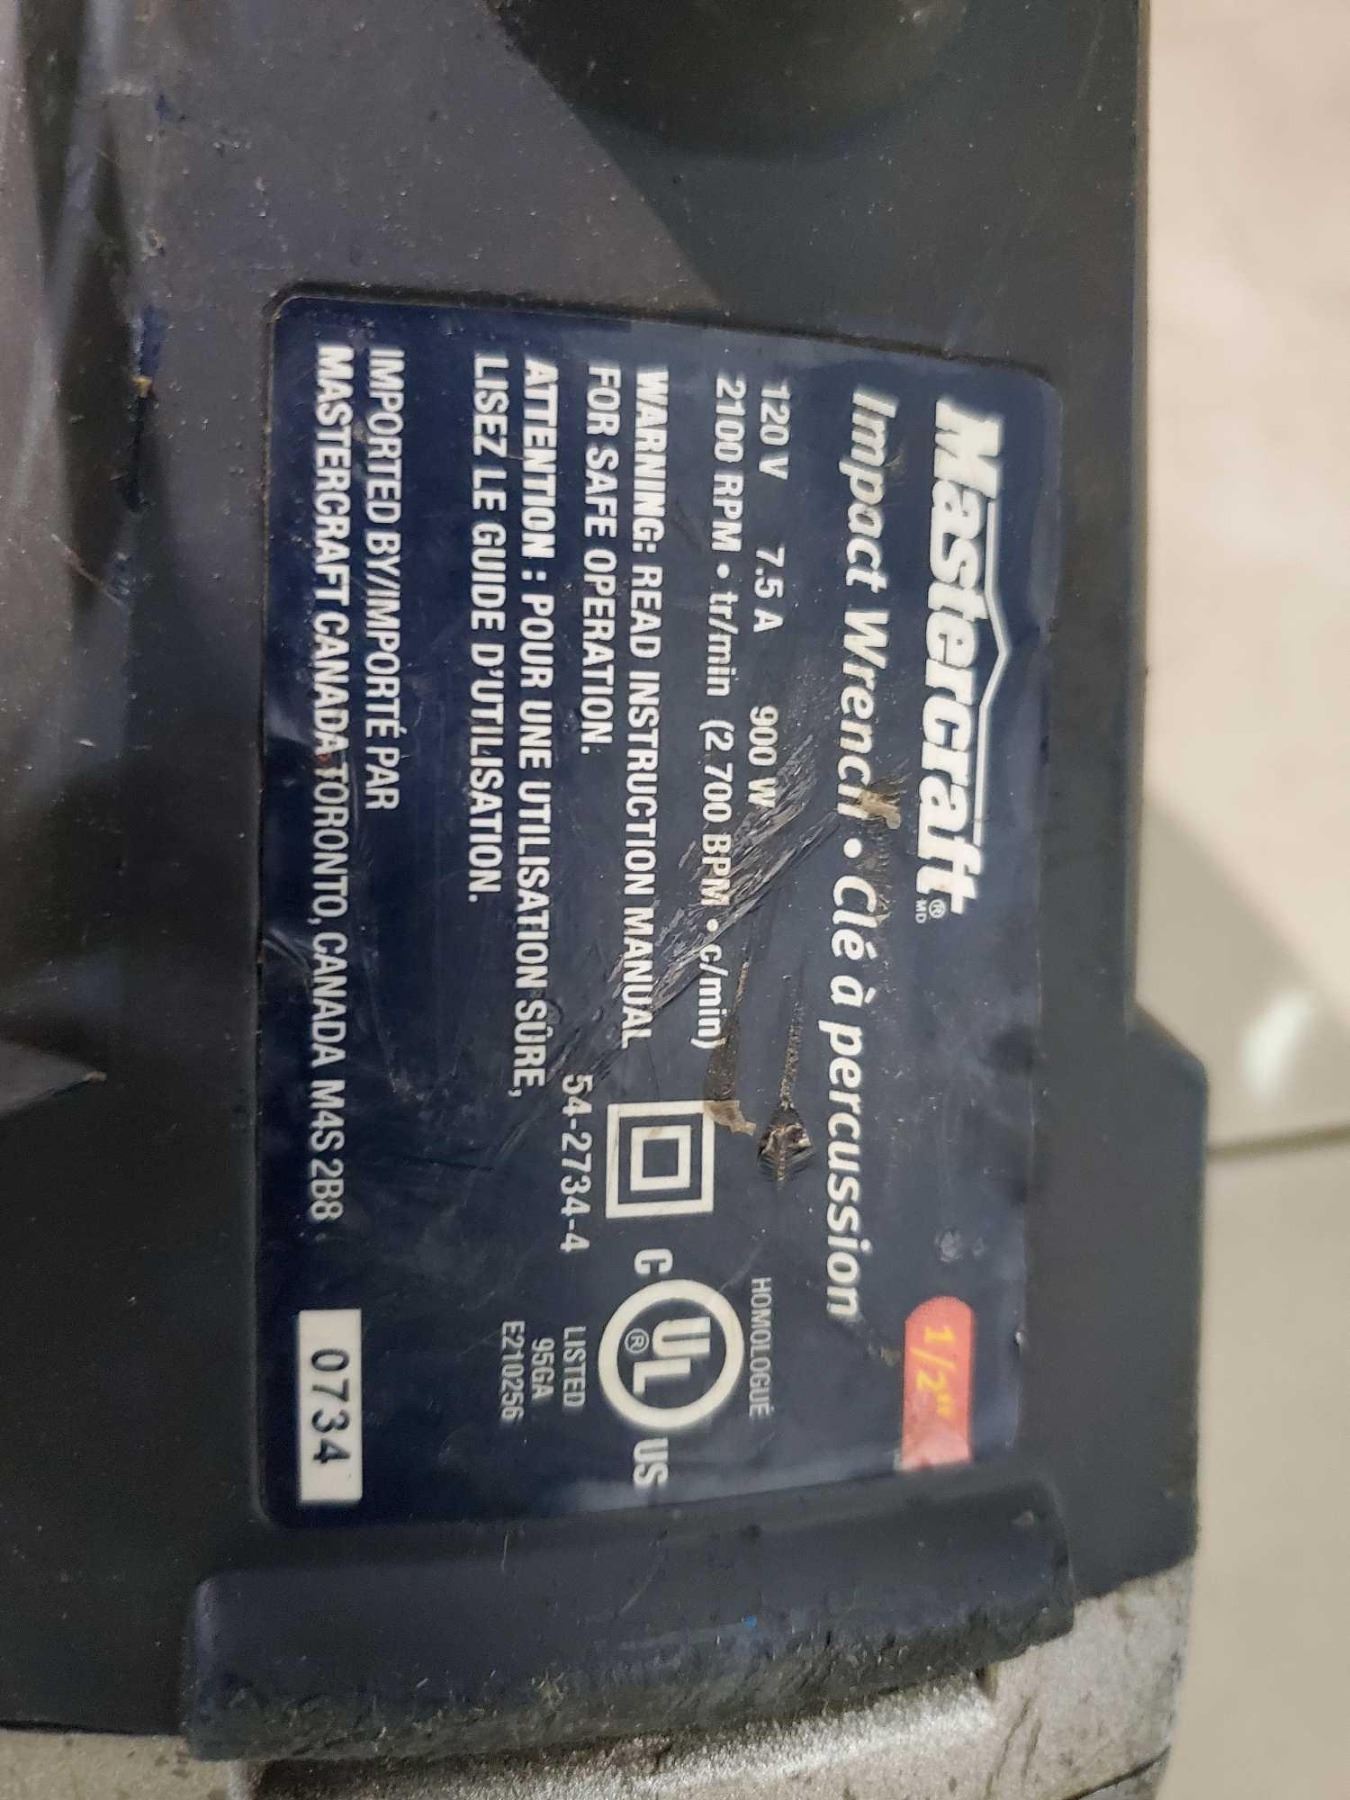 Mastercraft® MD
1/2"
Impact Wrench • Clé à percussion
120 V 7.5 A 900 W
2100 RPM • tr/min (2 700 BPM • c/min)
WARNING: READ INSTRUCTION MANUAL
FOR SAFE OPERATION.
ATTENTION : POUR UNE UTILISATION SÛRE,
LISEZ LE GUIDE D'UTILISATION.
54-2734-4
HOMOLOGUÉ
C UL® US
LISTED
95GA
E210256
IMPORTED BY/IMPORTÉ PAR
MASTERCRAFT CANADA TORONTO, CANADA M4S 2B8
0734